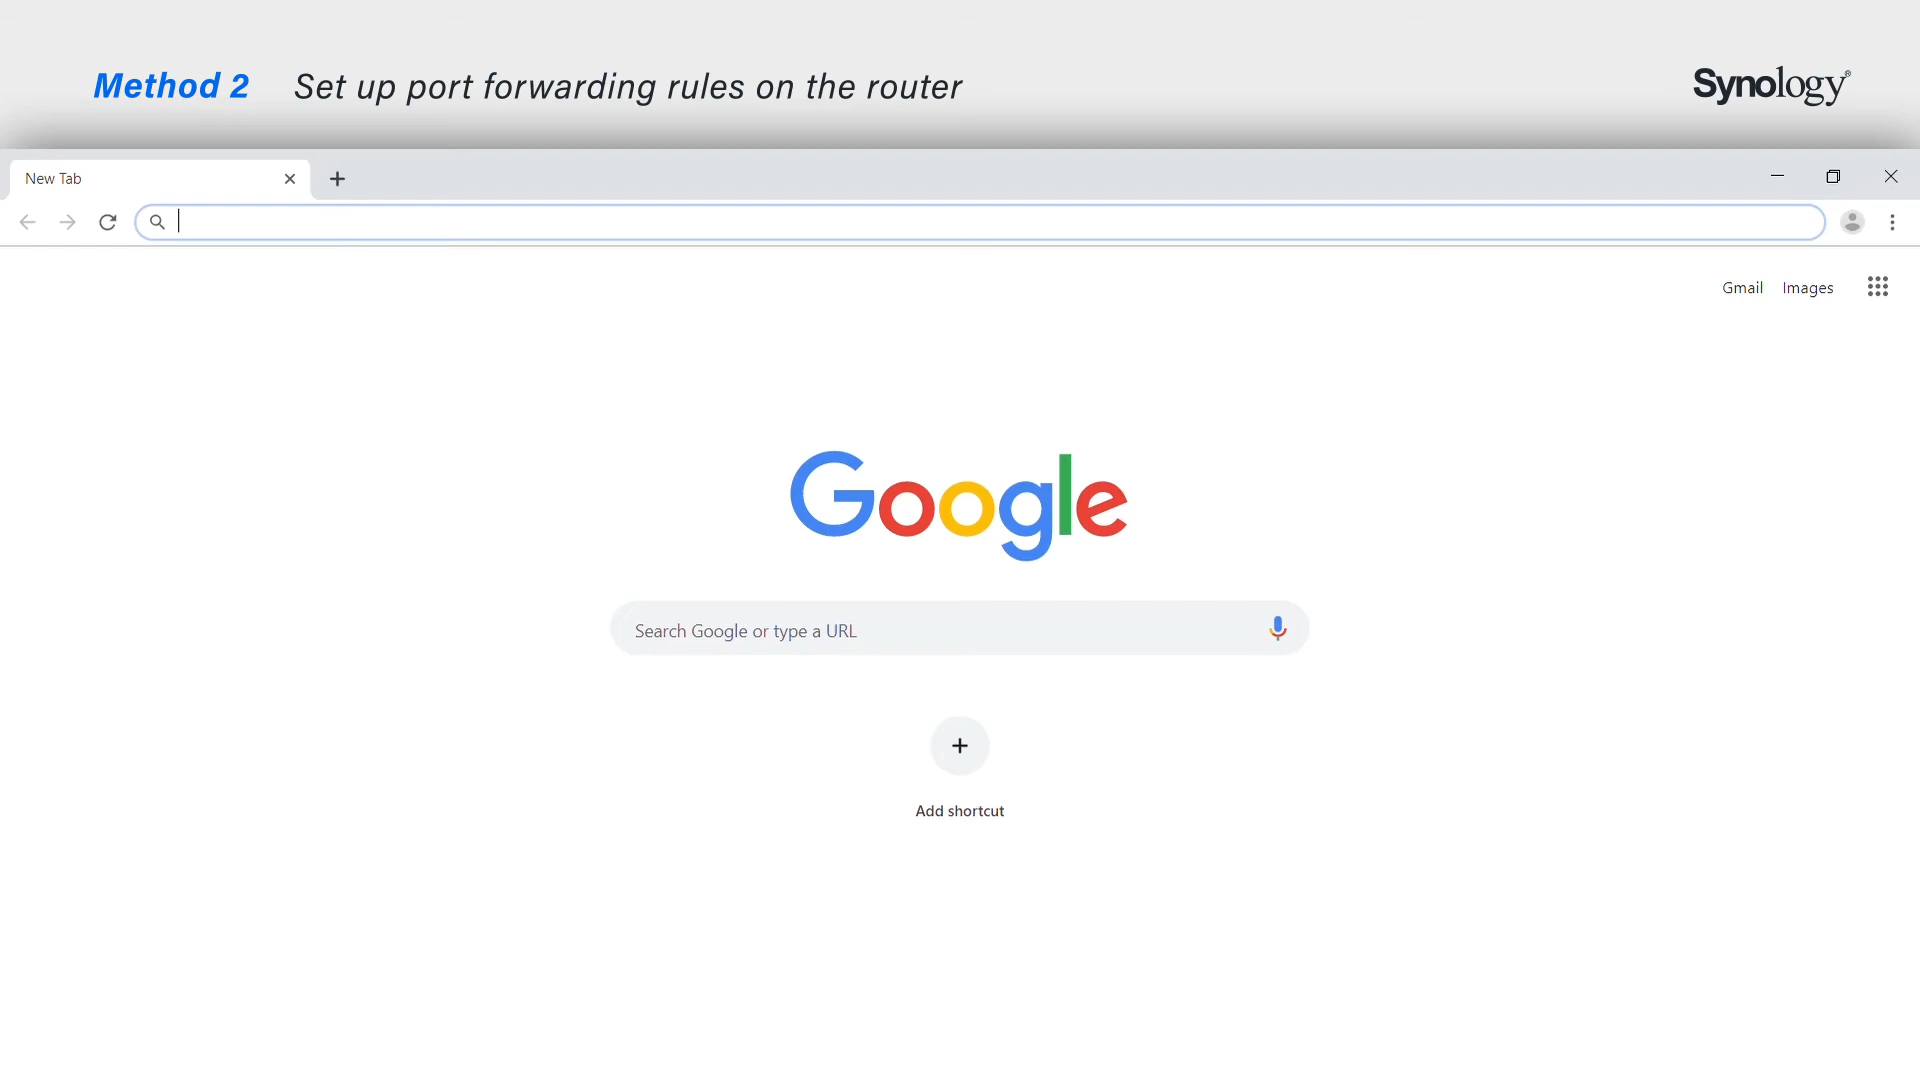 Method 2 Set up port forwarding rules on the router
Synology®
New Tab
Gmail Images
Google
Search Google or type a URL
Add shortcut